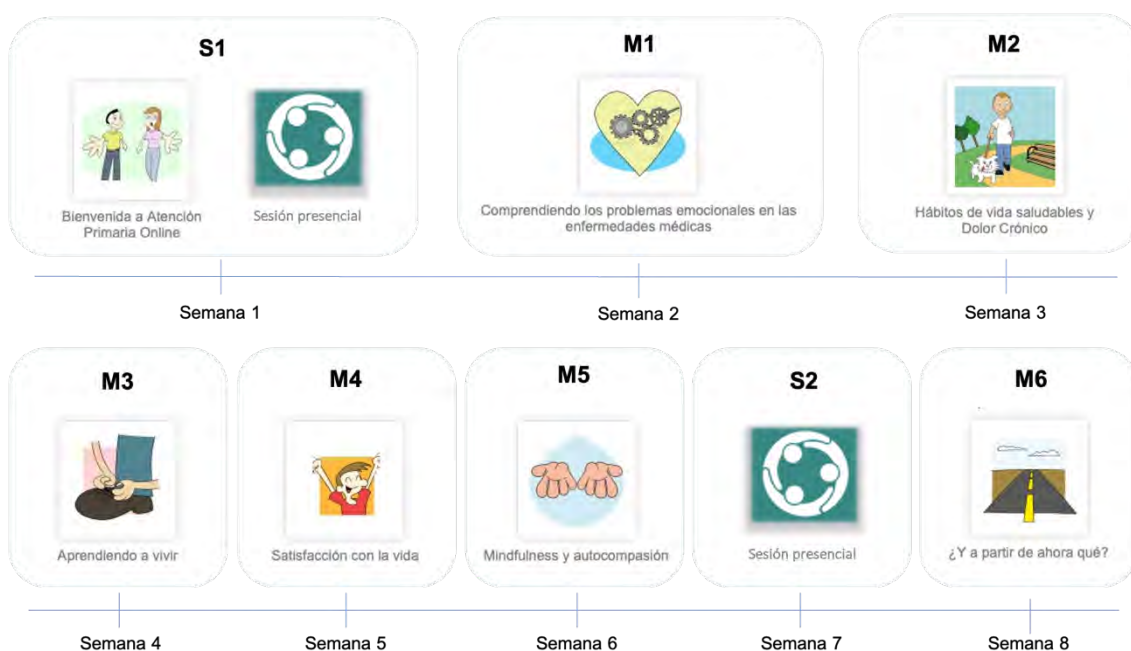 S1
Bienvenida a Atención
Primaria Online
Sesión presencial
M1
Comprendiendo los problemas emocionales en las
enfermedades médicas
M2
Hábitos de vida saludables y
Dolor Crónico
Semana 1
Semana 2
Semana 3
M3
Aprendiendo a vivir
M4
Satisfacción con la vida
M5
Mindfulness y autocompasión
S2
Sesión presencial
M6
¿Y a partir de ahora qué?
Semana 4
Semana 5
Semana 6
Semana 7
Semana 8